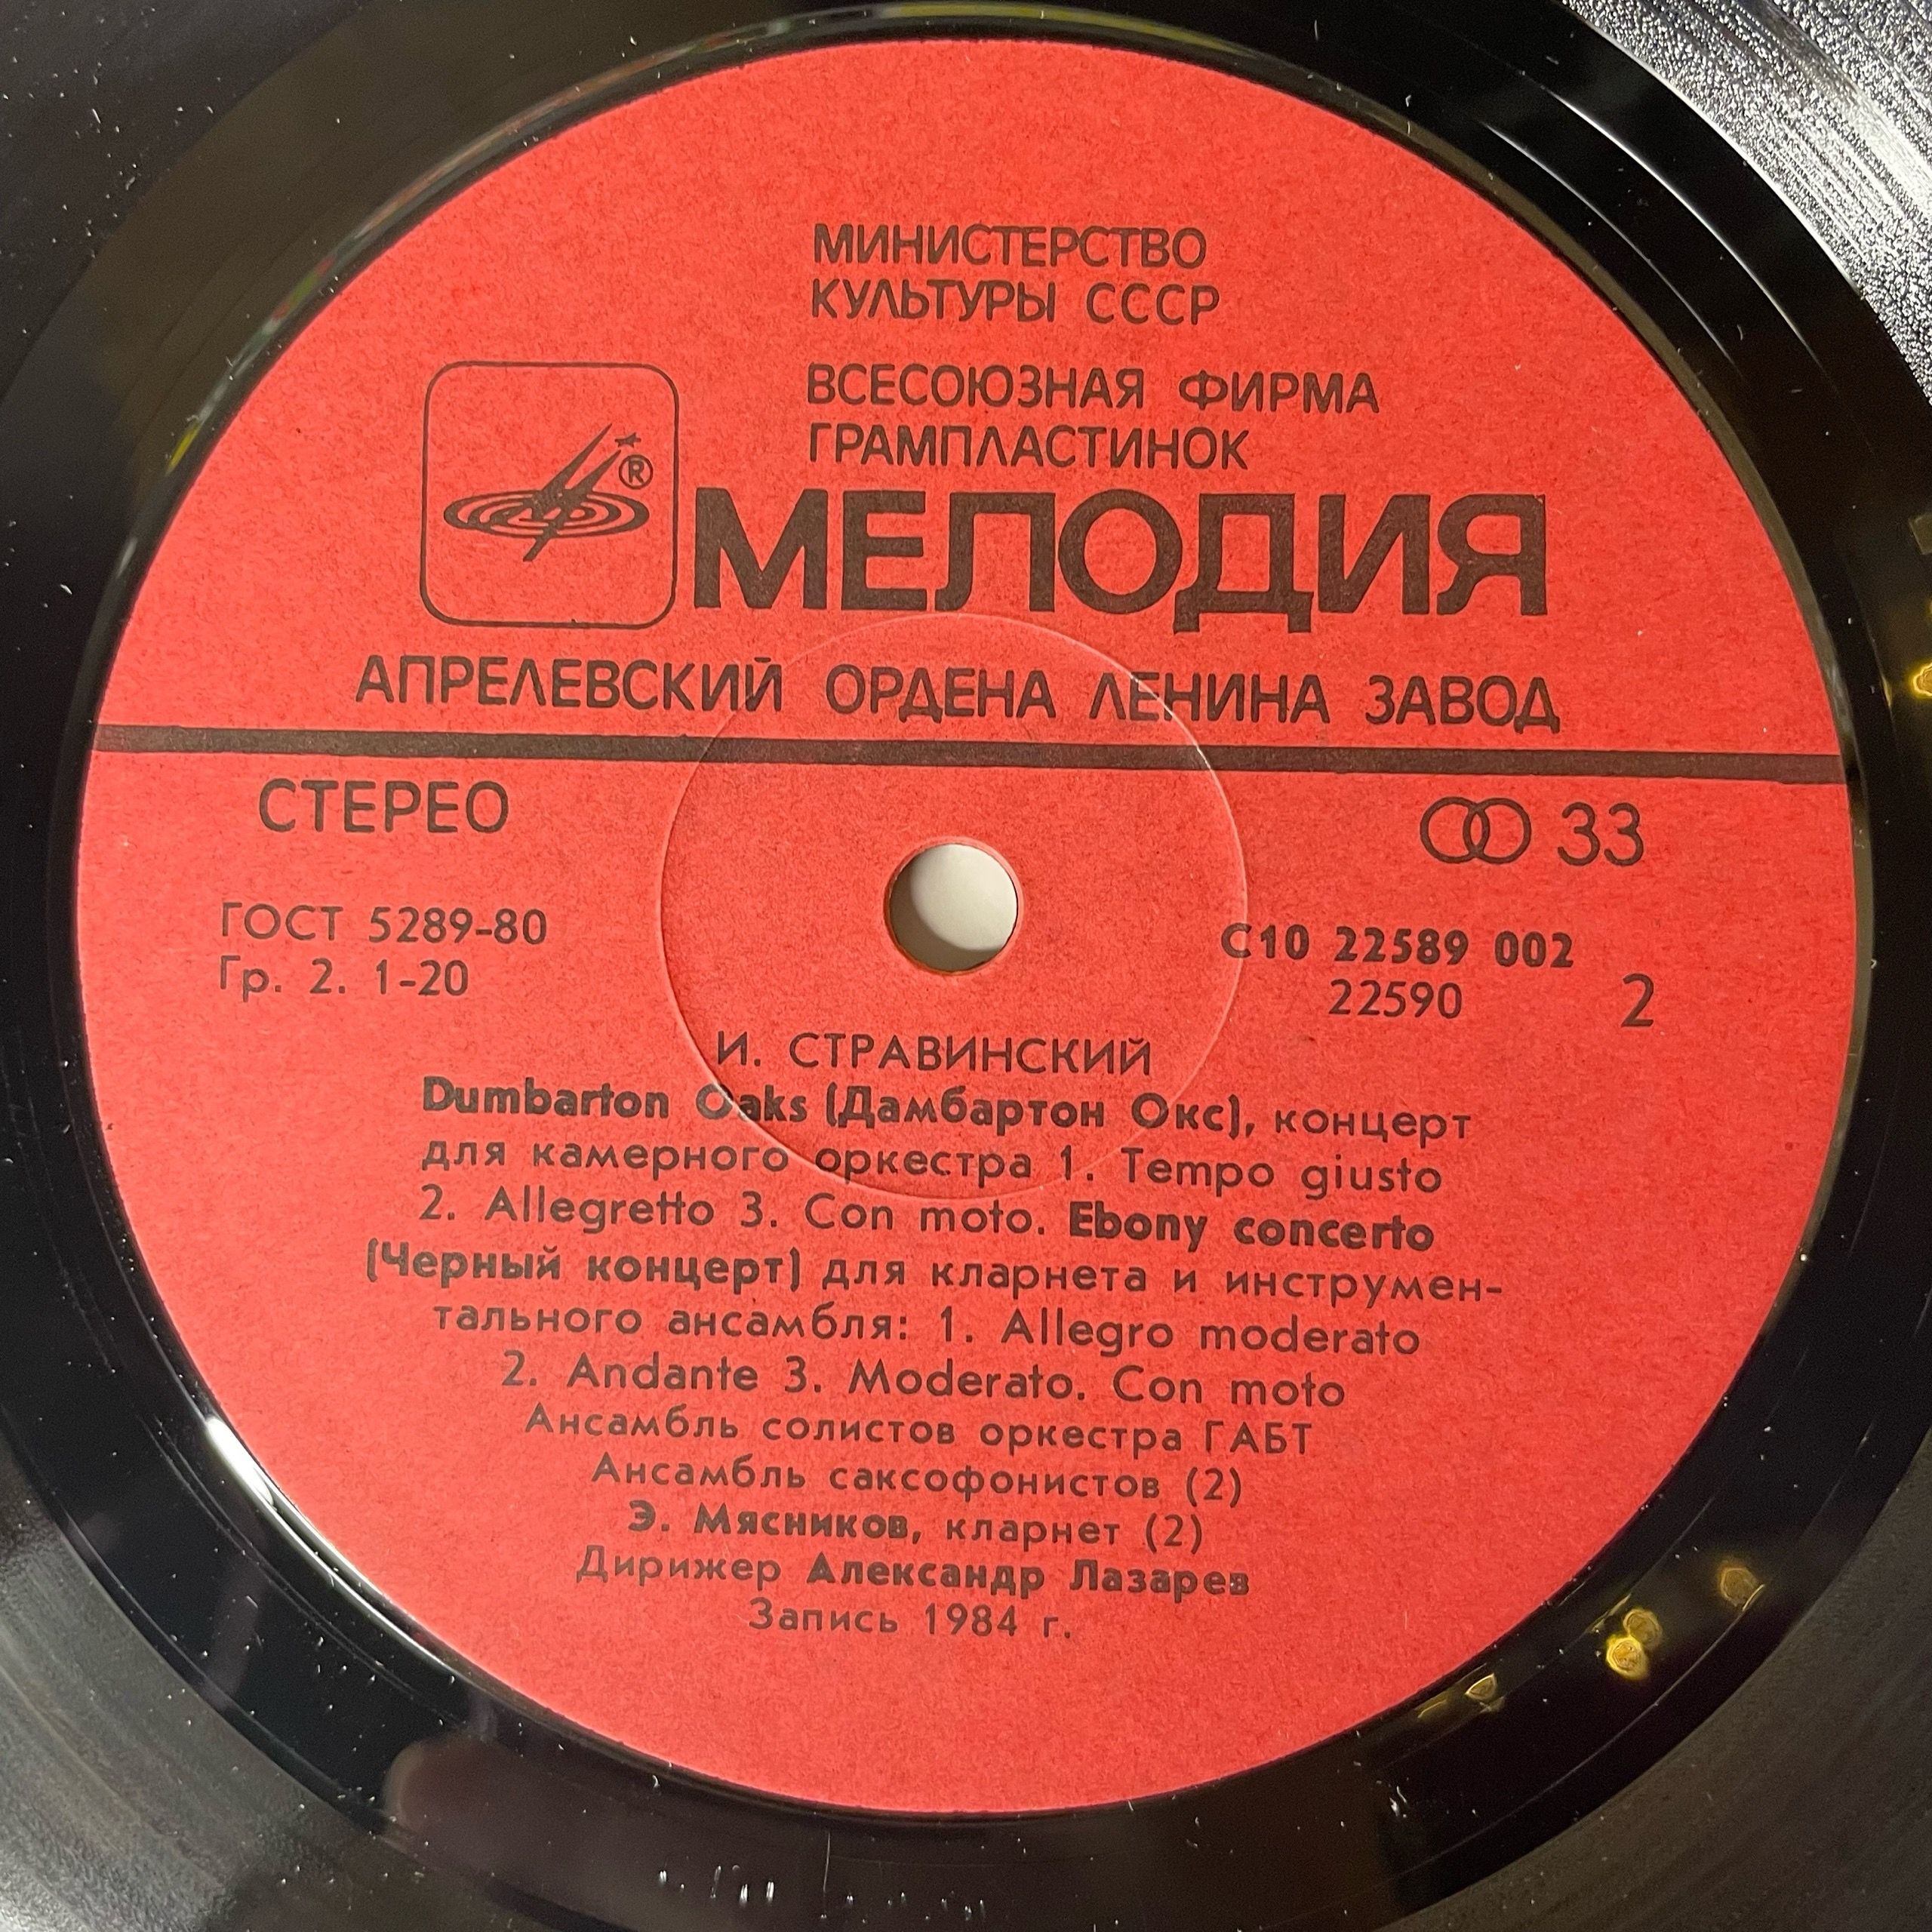 МИНИСТЕРСТВО
КУЛЬТУРЫ СССР
ВСЕСОЮЗНАЯ ФИРМА
ГРАМПЛАСТИНОК
®
МЕЛОДИЯ
АПРЕЛЕВСКИЙ ОРДЕНА ЛЕНИНА ЗАВОД
СТЕРЕО
33
ГОСТ 5289-80
Гр. 2. 1-20
С10 22589 002
22590
2
И. СТРАВИНСКИЙ
Dumbarton Oaks (Дамбартон Окс), концерт
для камерного оркестра 1. Tempo giusto
2. Allegretto 3. Con moto. Ebony concerto
(Черный концерт) для кларнета и инструмен-
тального ансамбля: 1. Allegro moderato
2. Andante 3. Moderato. Con moto
Ансамбль солистов оркестра ГАБТ
Ансамбль саксофонистов (2)
Э. Мясников, кларнет (2)
Дирижер Александр Лазарев
Запись 1984 г.